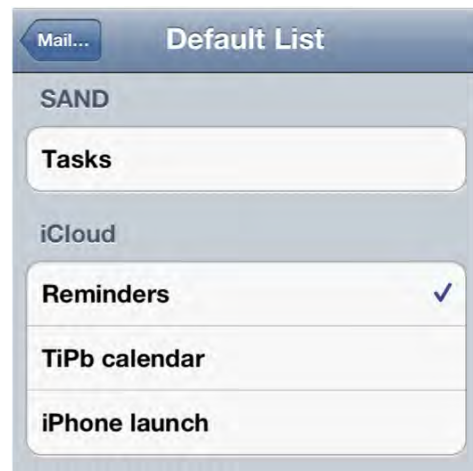 Mail...
Default List
SAND
Tasks
iCloud
Reminders
TiPb calendar
iPhone launch